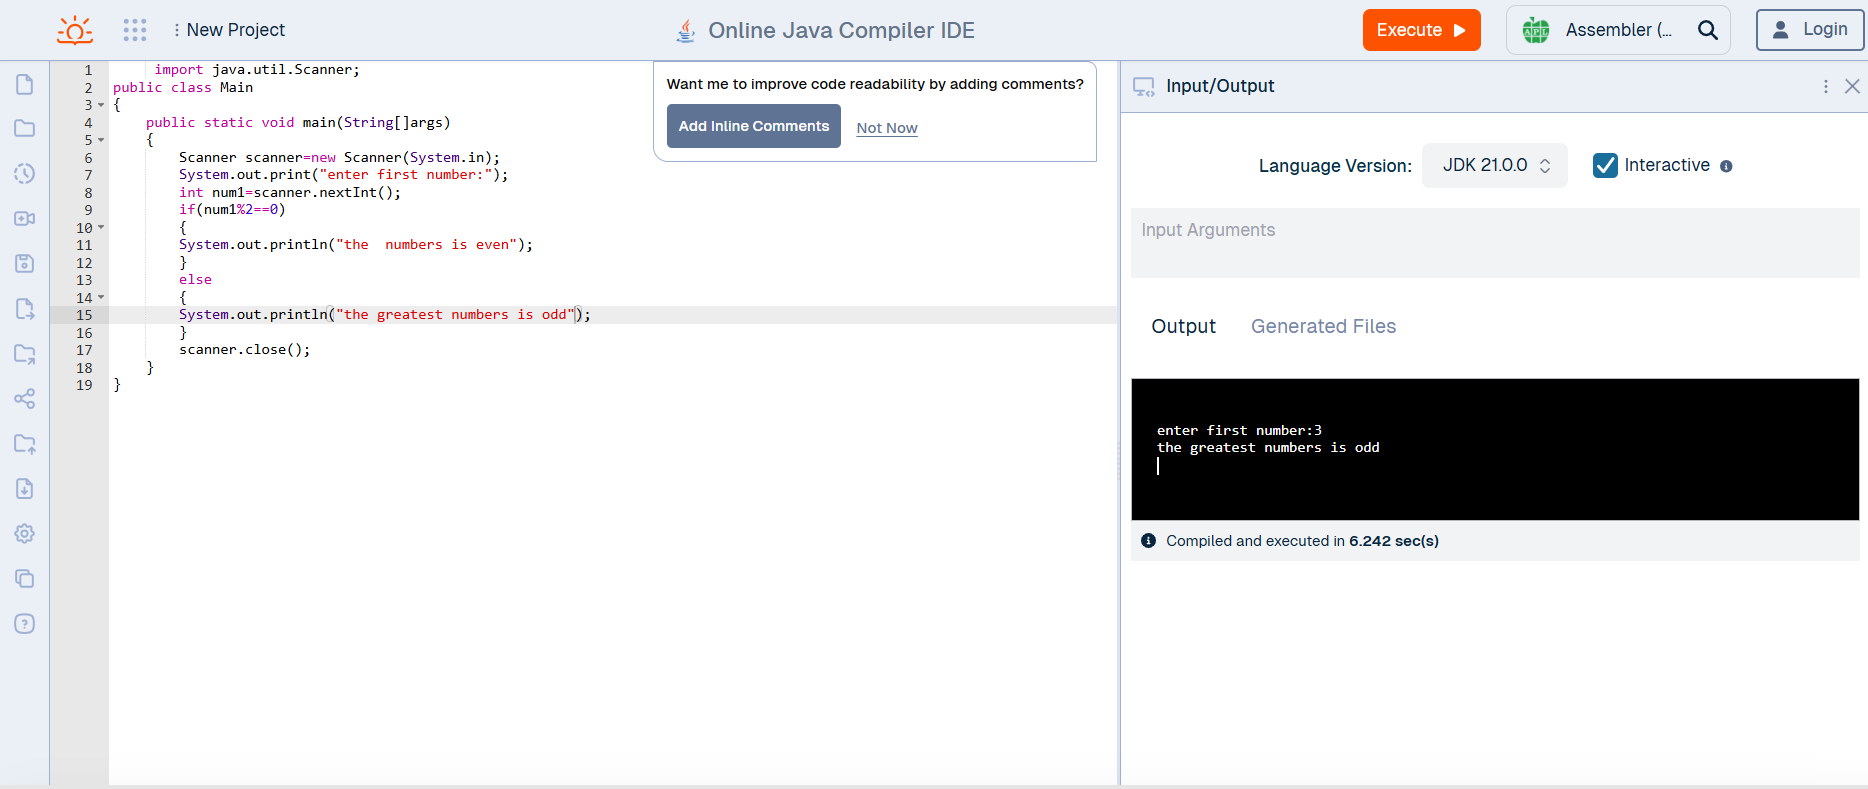 New Project
Online Java Compiler IDE
Execute
APL
Assembler (...
Login
1 import java.util.Scanner;
2 public class Main
3 {
4 public static void main(String[]args)
5 {
6 Scanner scanner=new Scanner(System.in);
7 System.out.print("enter first number:");
8 int num1=scanner.nextInt();
9 if(num1%2==0)
10 {
11 System.out.println("the  numbers is even");
12 }
13 else
14 {
15 System.out.println("the greatest numbers is odd");
16 }
17 scanner.close();
18 }
19 }
Want me to improve code readability by adding comments?
Add Inline Comments
Not Now
Input/Output
Language Version:
JDK 21.0.0
Interactive
Input Arguments
Output
Generated Files
enter first number:3
the greatest numbers is odd
Compiled and executed in 6.242 sec(s)